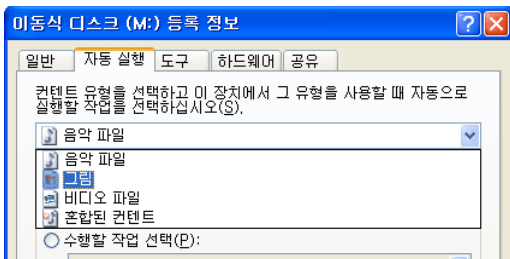 이동식 디스크 (M:) 등록 정보
일반 자동 실행 도구 하드웨어 공유
컨텐트 유형을 선택하고 이 장치에서 그 유형을 사용할 때 자동으로
실행할 작업을 선택하십시오(S).
음악 파일
음악 파일
그림
비디오 파일
혼합된 컨텐트
수행할 작업 선택(P):